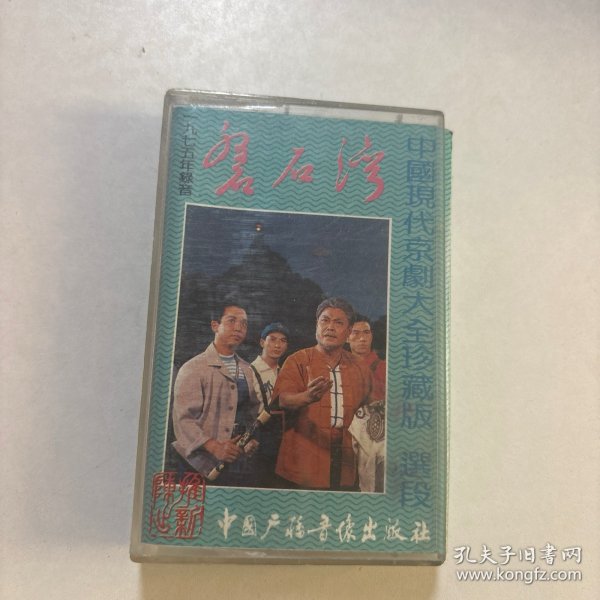 一九七五年錄音
磐石灣
中國現代京劇大全珍藏版 選段
推陳出新
中国广播音像出版社
孔夫子旧书网
www.kongfz.com